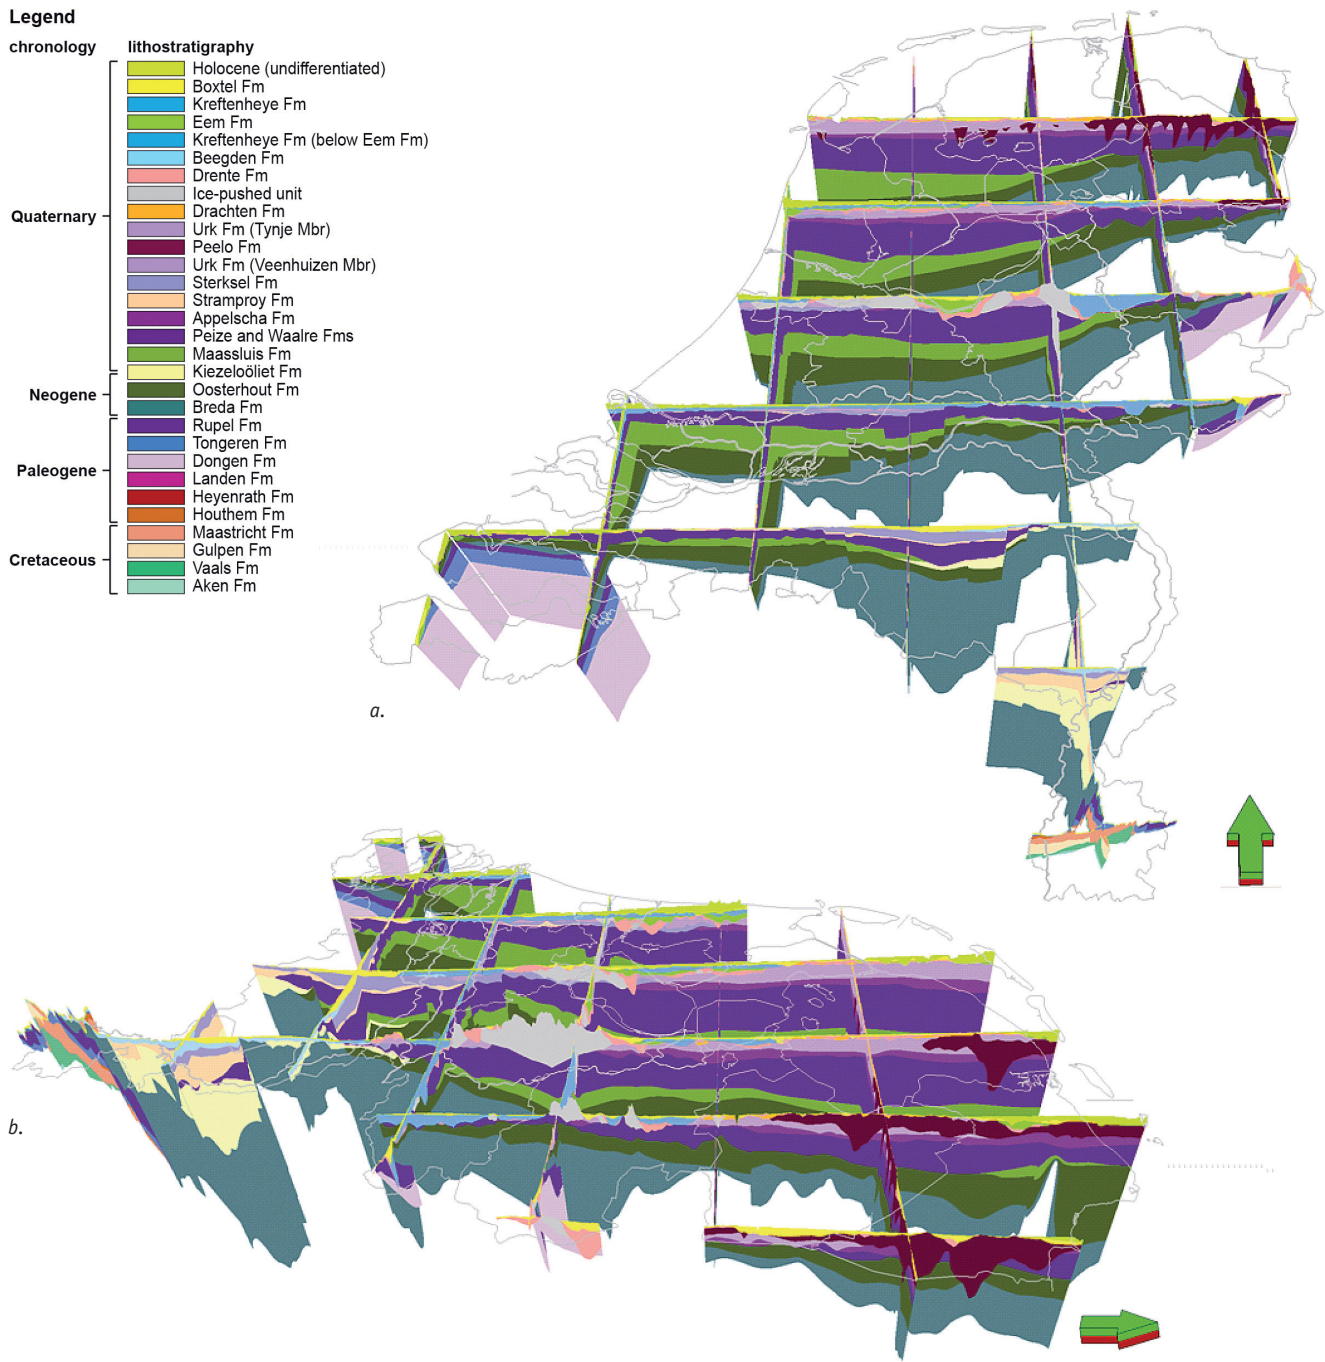 Legend
chronology lithostratigraphy
Holocene (undifferentiated)
Boxtel Fm
Kreftenheye Fm
Eem Fm
Kreftenheye Fm (below Eem Fm)
Beegden Fm
Drente Fm
Ice-pushed unit
Quaternary
Drachten Fm
Urk Fm (Tynje Mbr)
Peelo Fm
Urk Fm (Veenhuizen Mbr)
Sterksel Fm
Stramproy Fm
Appelscha Fm
Peize and Waalre Fms
Maassluis Fm
Kiezeloöliet Fm
Neogene
Oosterhout Fm
Breda Fm
Rupel Fm
Tongeren Fm
Paleogene
Dongen Fm
Landen Fm
Heyenrath Fm
Houthem Fm
Maastricht Fm
Gulpen Fm
Cretaceous
Vaals Fm
Aken Fm
a.
b.